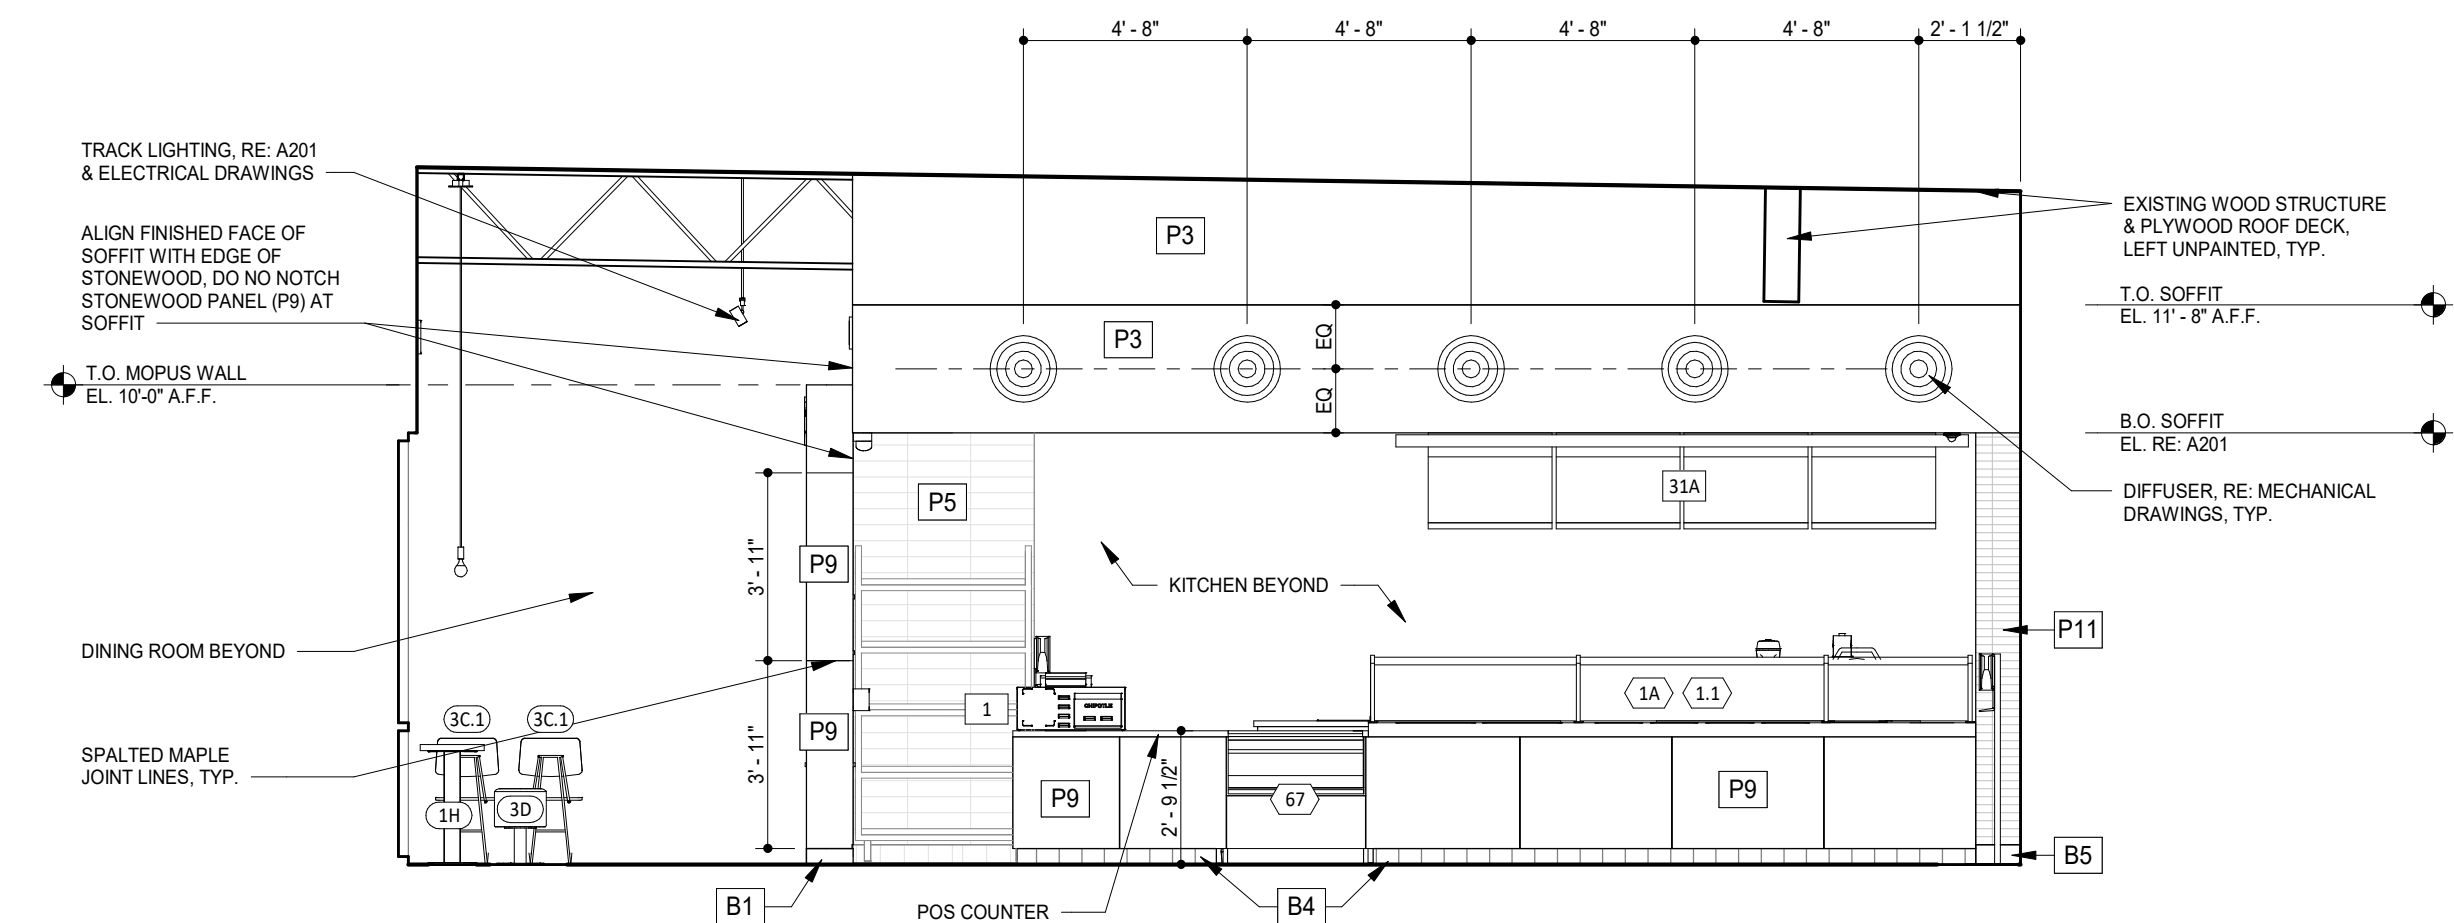 4' - 8"
4' - 8"
4' - 8"
4' - 8"
2' - 1 1/2"
TRACK LIGHTING, RE: A201
& ELECTRICAL DRAWINGS
ALIGN FINISHED FACE OF
SOFFIT WITH EDGE OF
STONEWOOD, DO NO NOTCH
STONEWOOD PANEL (P9) AT
SOFFIT
T.O. MOPUS WALL
EL. 10'-0" A.F.F.
DINING ROOM BEYOND
SPALTED MAPLE
JOINT LINES, TYP.
P3
P3
EQ
EQ
EXISTING WOOD STRUCTURE
& PLYWOOD ROOF DECK,
LEFT UNPAINTED, TYP.
T.O. SOFFIT
EL. 11' - 8" A.F.F.
B.O. SOFFIT
EL. RE: A201
DIFFUSER, RE: MECHANICAL
DRAWINGS, TYP.
P5
31A
3' - 11"
P9
KITCHEN BEYOND
P11
3C.1
3C.1
1
CHIPOTLE
1A
1.1
3' - 11"
P9
1H
3D
P9
2' - 9 1/2"
67
P9
B5
B1
POS COUNTER
B4